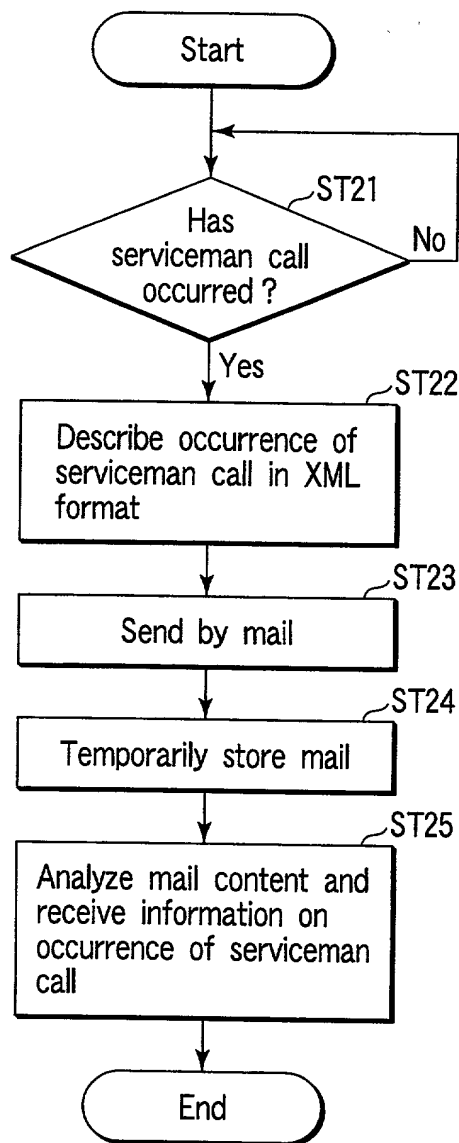 Start
ST21
Has
serviceman call
occurred ?
No
Yes
ST22
Describe occurrence of
serviceman call in XML
format
ST23
Send by mail
ST24
Temporarily store mail
ST25
Analyze mail content and
receive information on
occurrence of serviceman
call
End